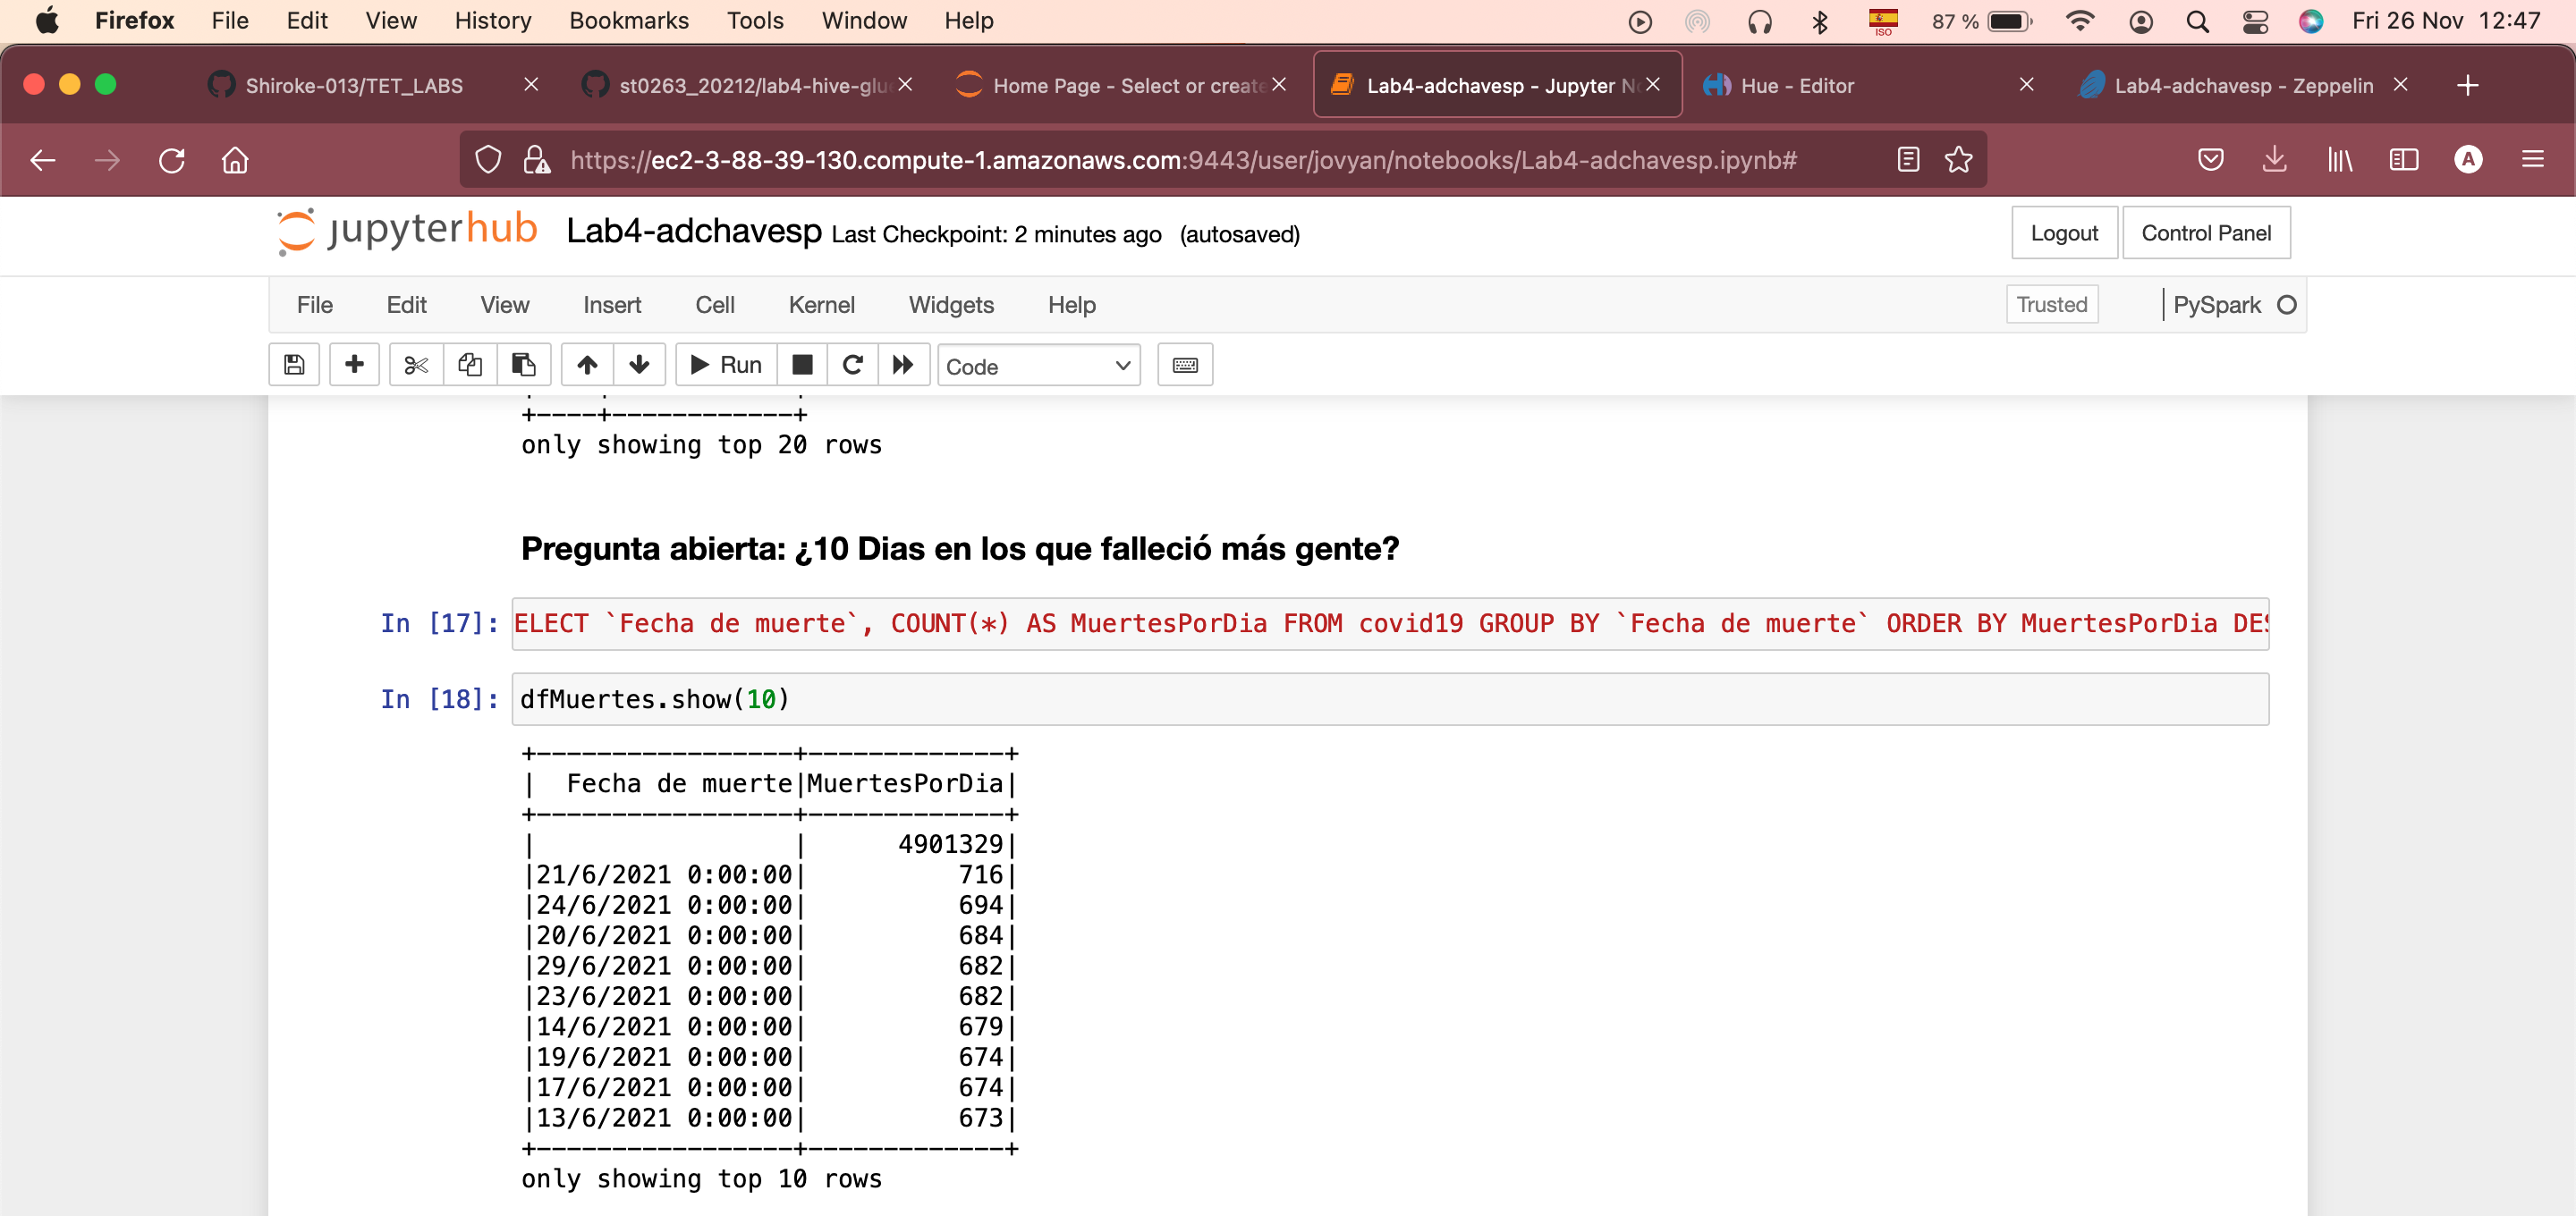 Firefox File Edit View History Bookmarks Tools Window Help ISO 87 % Fri 26 Nov 12:47
Shiroke-013/TET_LABS st0263_20212/lab4-hive-glu Home Page - Select or create Lab4-adchavesp - Jupyter No Hue - Editor Lab4-adchavesp - Zeppelin
https://ec2-3-88-39-130.compute-1.amazonaws.com:9443/user/jovyan/notebooks/Lab4-adchavesp.ipynb# A
jupyterhub Lab4-adchavesp Last Checkpoint: 2 minutes ago (autosaved) Logout Control Panel
File Edit View Insert Cell Kernel Widgets Help Trusted PySpark
Run Code
+----+------------+
only showing top 20 rows
Pregunta abierta: ¿10 Dias en los que falleció más gente?
In [17]: ELECT `Fecha de muerte`, COUNT(*) AS MuertesPorDia FROM covid19 GROUP BY `Fecha de muerte` ORDER BY MuertesPorDia DES
In [18]: dfMuertes.show(10)
+-----------------+-------------+
|  Fecha de muerte|MuertesPorDia|
+-----------------+-------------+
|                 |      4901329|
|21/6/2021 0:00:00|          716|
|24/6/2021 0:00:00|          694|
|20/6/2021 0:00:00|          684|
|29/6/2021 0:00:00|          682|
|23/6/2021 0:00:00|          682|
|14/6/2021 0:00:00|          679|
|19/6/2021 0:00:00|          674|
|17/6/2021 0:00:00|          674|
|13/6/2021 0:00:00|          673|
+-----------------+-------------+
only showing top 10 rows